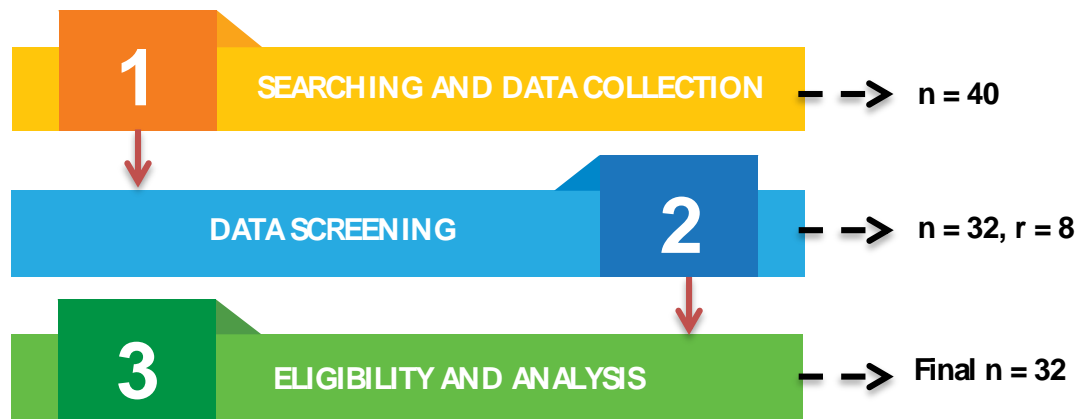 1
SEARCHING AND DATA COLLECTION
n = 40
DATA SCREENING
2
n = 32, r = 8
3
ELIGIBILITY AND ANALYSIS
Final n = 32